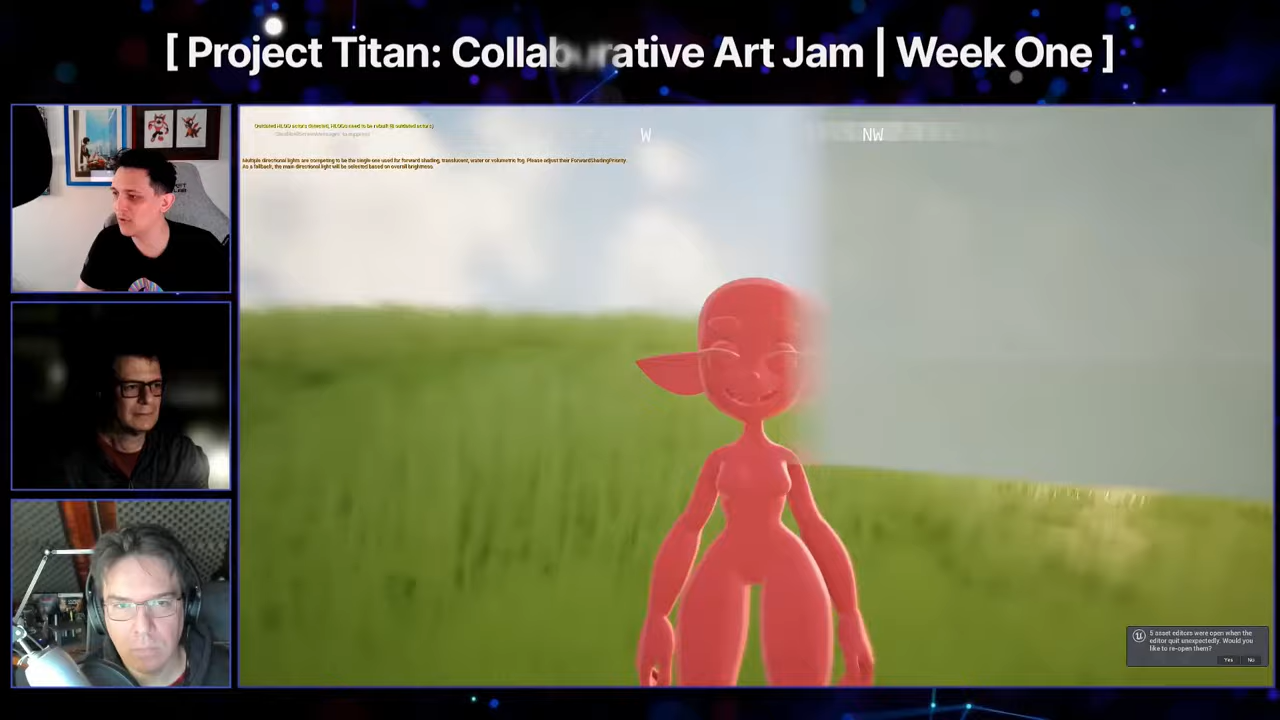 [ Project Titan: Collaborative Art Jam | Week One ]
W
NW
Multiple directional lights are competing to be the single one used for forward shading, translucent, water or volumetric fog. Please adjust their ForwardShadingPriority.
As a fallback, the main directional light will be selected based on overall brightness.
5 asset editors were open when the
editor quit unexpectedly. Would you
like to re-open them?
Yes
No